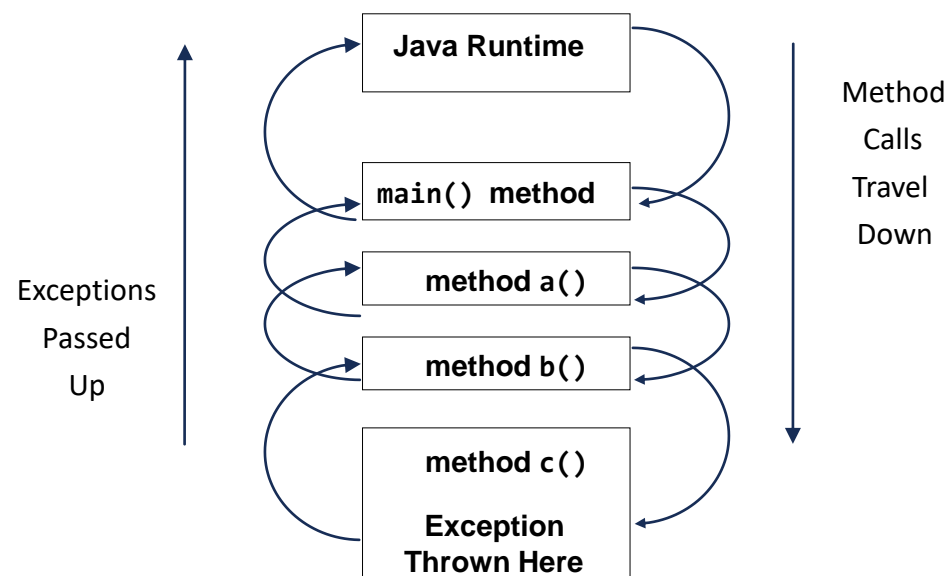 Java Runtime
Method
Calls
Travel
Down
main() method
method a()
Exceptions
Passed
Up
method b()
method c()
Exception
Thrown Here